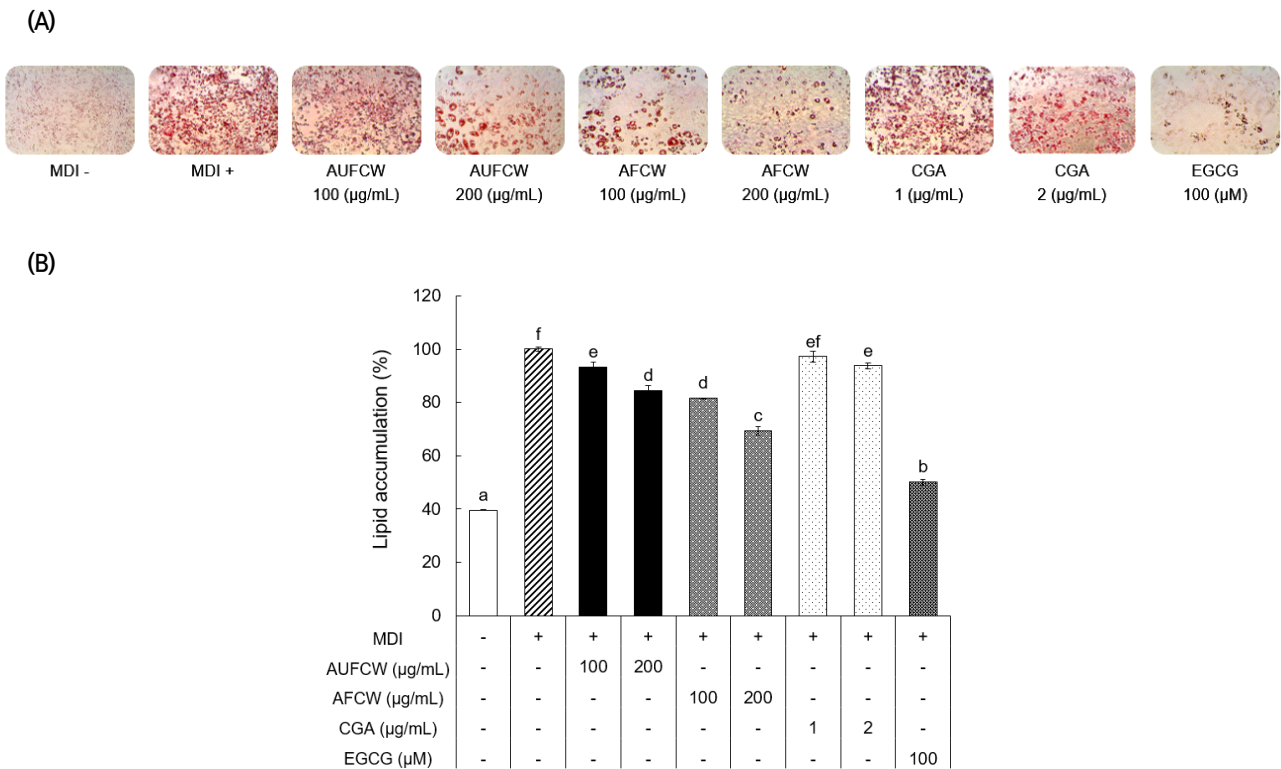 (A)
MDI -
MDI +
AUFCW
100 (µg/mL)
AUFCW
200 (µg/mL)
AFCW
100 (µg/mL)
AFCW
200 (µg/mL)
CGA
1 (µg/mL)
CGA
2 (µg/mL)
EGCG
100 (µM)
(B)
Lipid accumulation (%)
120
100
80
60
40
20
0
a
f
e
d
d
c
ef
e
b
MDI - + + + + + + + +
AUFCW (µg/mL) - - 100 200 - - - - -
AFCW (µg/mL) - - - - 100 200 - - -
CGA (µg/mL) - - - - - - 1 2 -
EGCG (µM) - - - - - - - - 100